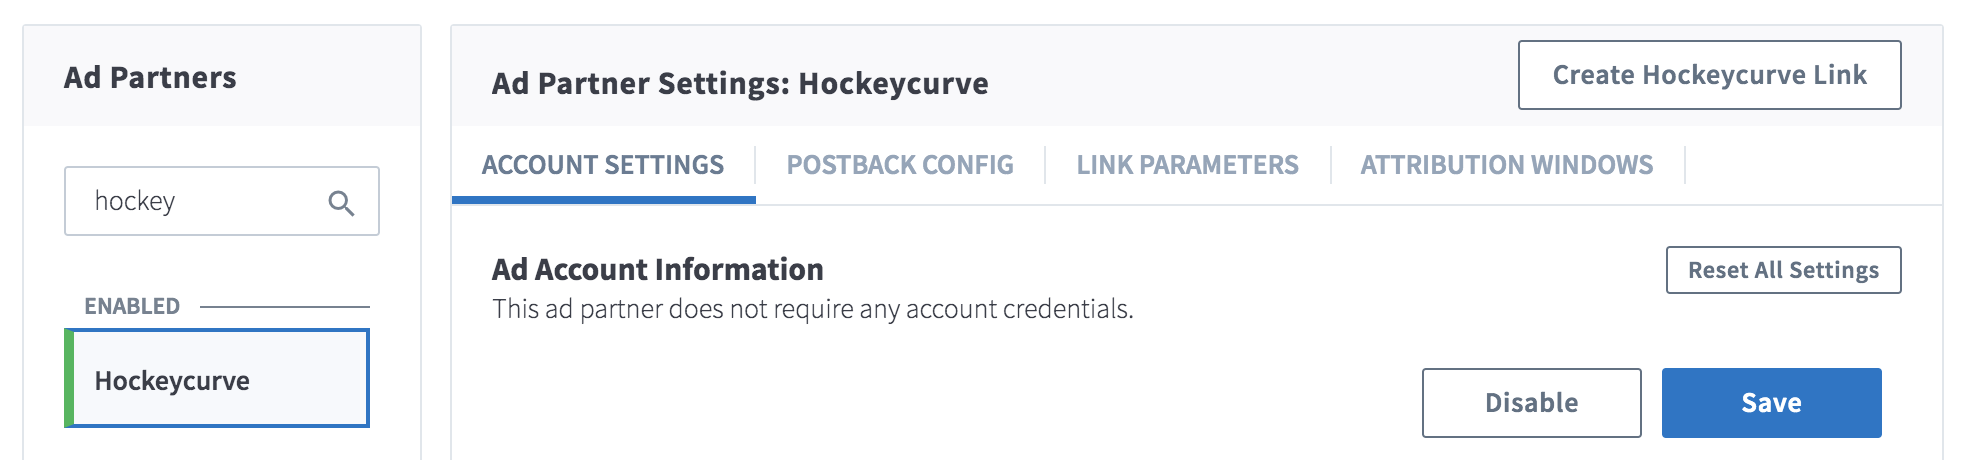 Ad Partners
hockey
ENABLED
Hockeycurve
Ad Partner Settings: Hockeycurve
Create Hockeycurve Link
ACCOUNT SETTINGS
POSTBACK CONFIG
LINK PARAMETERS
ATTRIBUTION WINDOWS
Ad Account Information
Reset All Settings
This ad partner does not require any account credentials.
Disable
Save